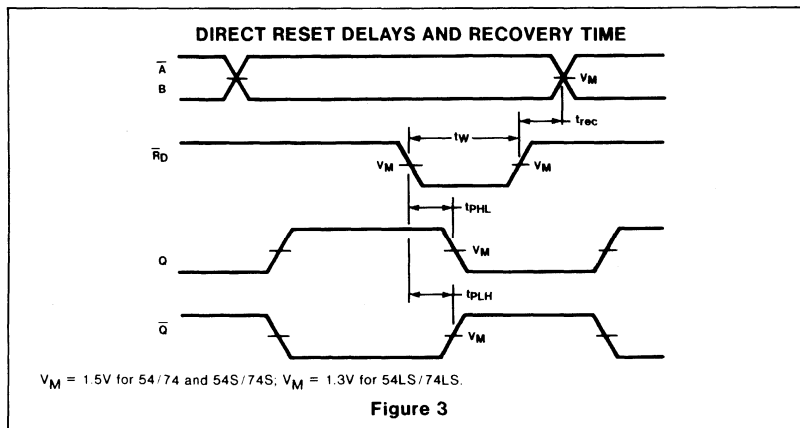 DIRECT RESET DELAYS AND RECOVERY TIME
A̅
B
VM
trec
tW
R̅D
VM
VM
tPHL
Q
VM
tPLH
Q̅
VM
VM = 1.5V for 54/74 and 54S/74S; VM = 1.3V for 54LS/74LS.
Figure 3